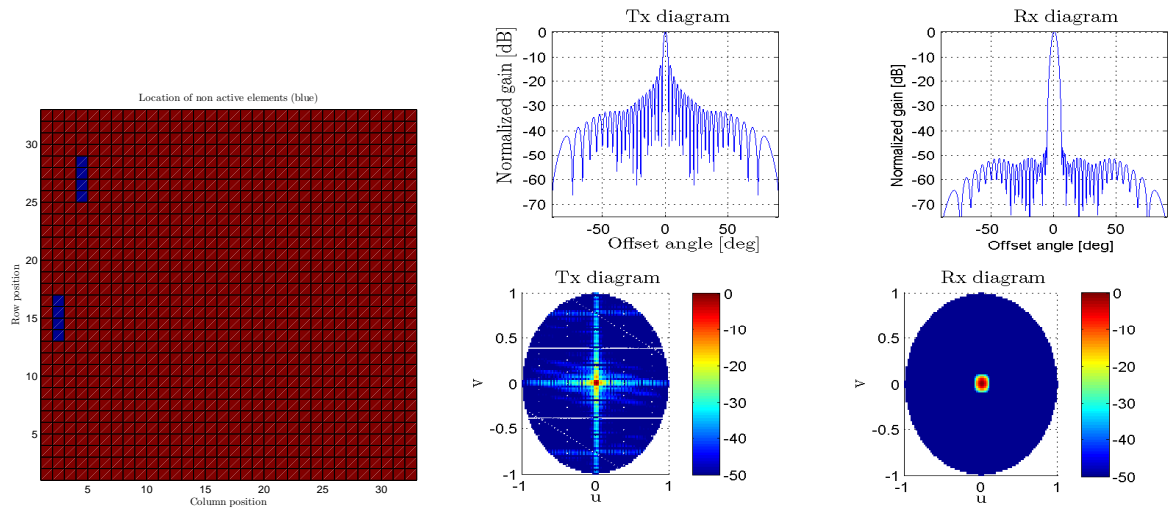 Location of non active elements (blue)
30
25
20
15
10
5
Row position
5 10 15 20 25 30
Column position
Tx diagram
Normalized gain [dB]
0
-10
-20
-30
-40
-50
-60
-70
-50 0 50
Offset angle [deg]
Rx diagram
Normalized gain [dB]
0
-10
-20
-30
-40
-50
-60
-70
-50 0 50
Offset angle [deg]
Tx diagram
v
1
0.5
0
-0.5
-1
-1 0 1
u
0
-10
-20
-30
-40
-50
Rx diagram
v
1
0.5
0
-0.5
-1
-1 0 1
u
0
-10
-20
-30
-40
-50